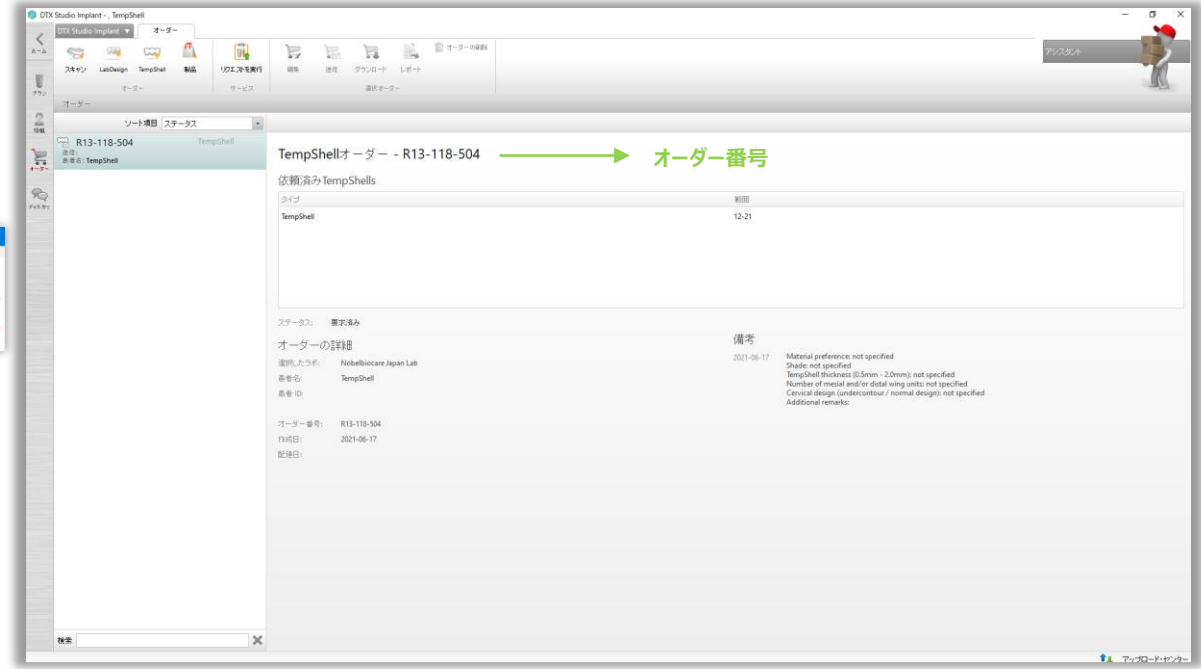 DTX Studio Implant - , TempShell
DTX Studio Implant ▼ オーダー
ホーム
スキャン LabDesign TempShell 製品 リクエストを実行 編集 送信 ダウンロード レポート オーダーの削除
オーダー サービス 選択オーダー
アシスタント
プラン
オーダー
情報
ソート項目 ステータス
R13-118-504 TempShell
送信:
患者名: TempShell
オーダー
TempShellオーダー - R13-118-504
オーダー番号
依頼済みTempShells
タイプ 範囲
TempShell 12-21
ステータス: 要求済み
オーダーの詳細
備考
選択したラボ: Nobelbiocare Japan Lab
患者名: TempShell
患者 ID:
2021-06-17 Material preference: not specified
Shade: not specified
TempShell thickness (0.5mm - 2.0mm): not specified
Number of mesial and/or distal wing units: not specified
Cervical design (undercontour / normal design): not specified
Additional remarks:
オーダー番号: R13-118-504
作成日: 2021-06-17
配達日:
検索
アップロード・センター